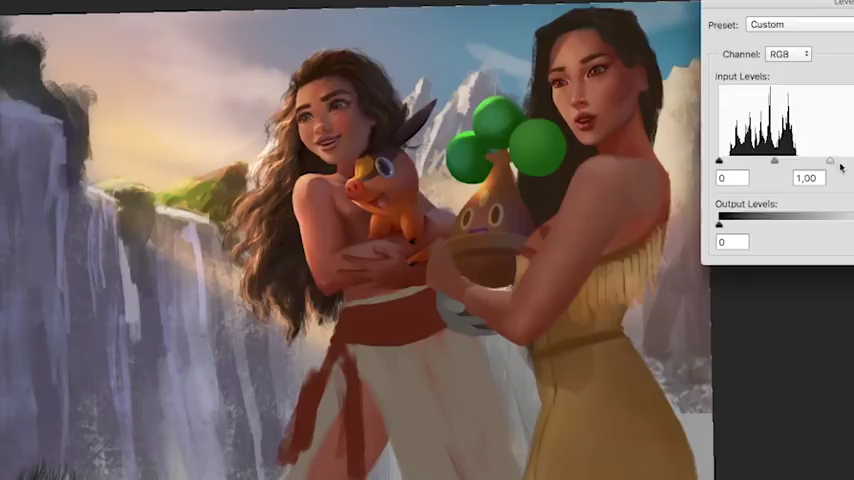 Preset: Custom
Channel: RGB
Input Levels:
0 1,00
Output Levels:
0